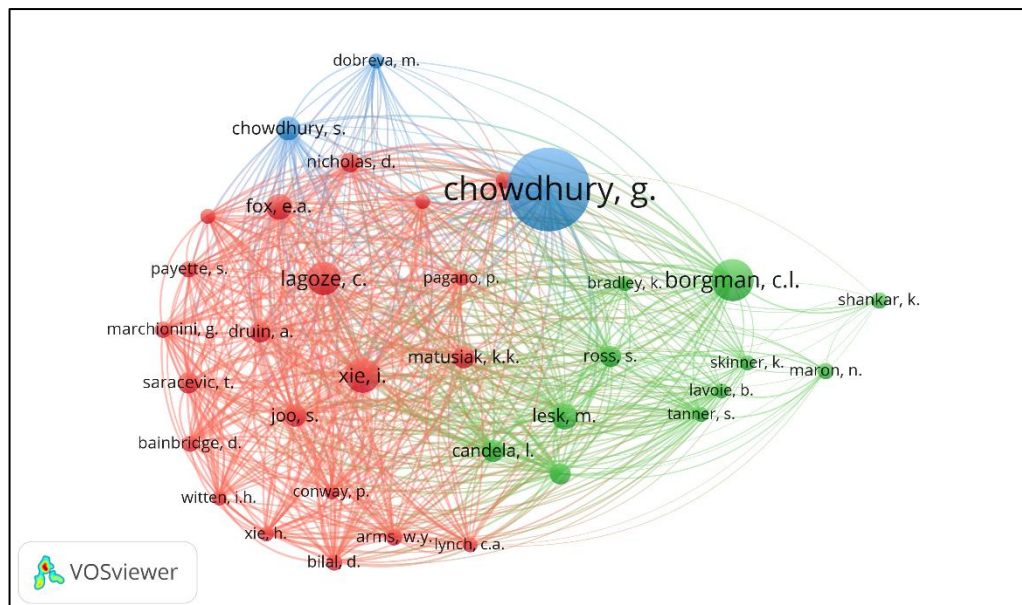 dobreva, m.
chowdhury, s.
nicholas, d.
chowdhury, g.
fox, e.a.
payette, s.
lagoze, c.
pagano, p.
bradley, k.
borgman, c.l.
shankar, k.
marchionini, g.
druin, a.
matusiak, k.k.
ross, s.
skinner, k.
maron, n.
saracevic, t.
xie, i.
lavoie, b.
tanner, s.
joo, s.
lesk, m.
bainbridge, d.
candela, l.
witten, i.h.
conway, p.
xie, h.
arms, w.y.
lynch, c.a.
bilal, d.
VOSviewer